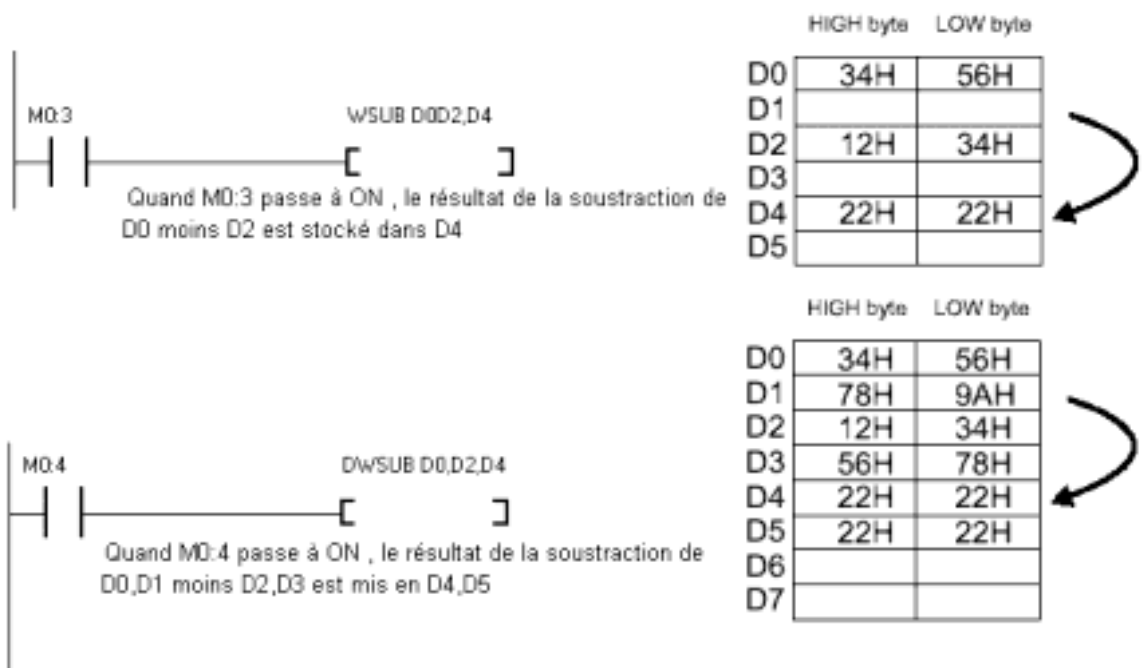 HIGH byte LOW byte
D0 34H 56H
D1
D2 12H 34H
D3
D4 22H 22H
D5
M0:3
WSUB D0D2,D4
Quand M0:3 passe à ON , le résultat de la soustraction de
D0 moins D2 est stocké dans D4
HIGH byte LOW byte
D0 34H 56H
D1 78H 9AH
D2 12H 34H
D3 56H 78H
D4 22H 22H
D5 22H 22H
D6
D7
M0:4
DWSUB D0,D2,D4
Quand M0:4 passe à ON , le résultat de la soustraction de
D0,D1 moins D2,D3 est mis en D4,D5